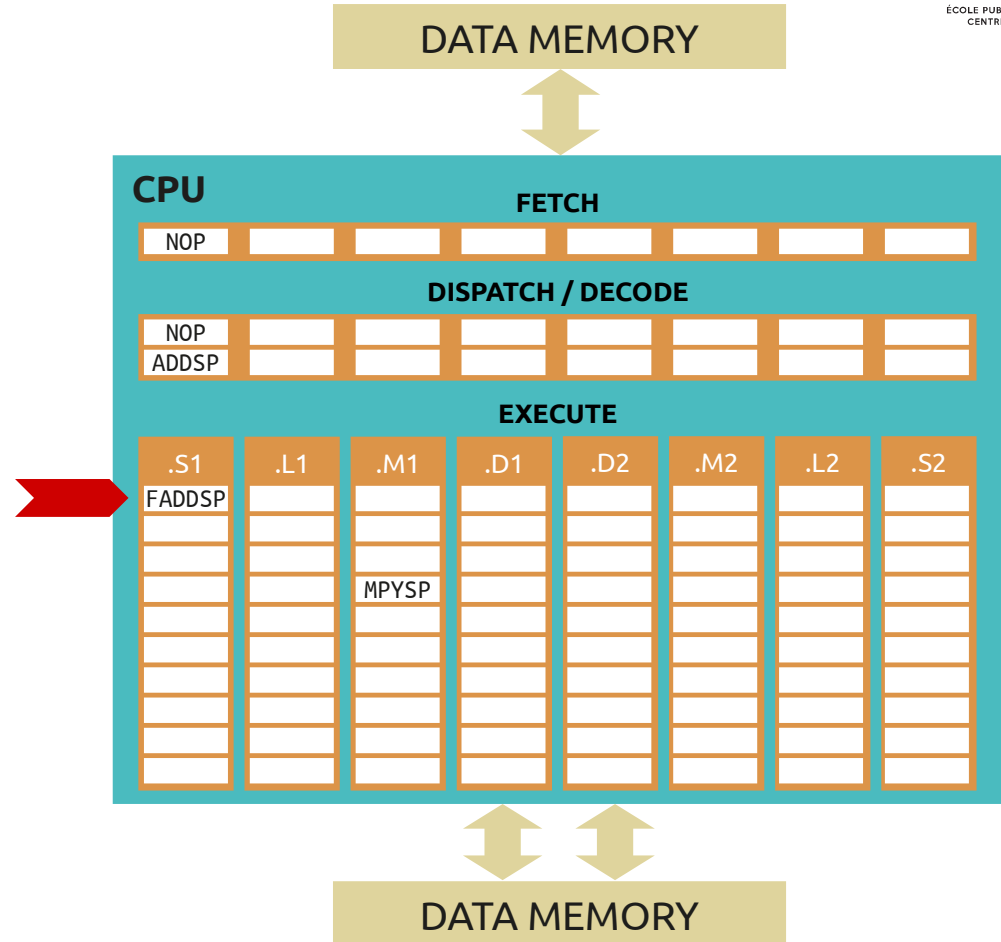 ÉCOLE PUB
CENTR
DATA MEMORY
CPU
FETCH
NOP
DISPATCH / DECODE
NOP
ADDSP
EXECUTE
.S1 .L1 .M1 .D1 .D2 .M2 .L2 .S2
FADDSP
MPYSP
DATA MEMORY